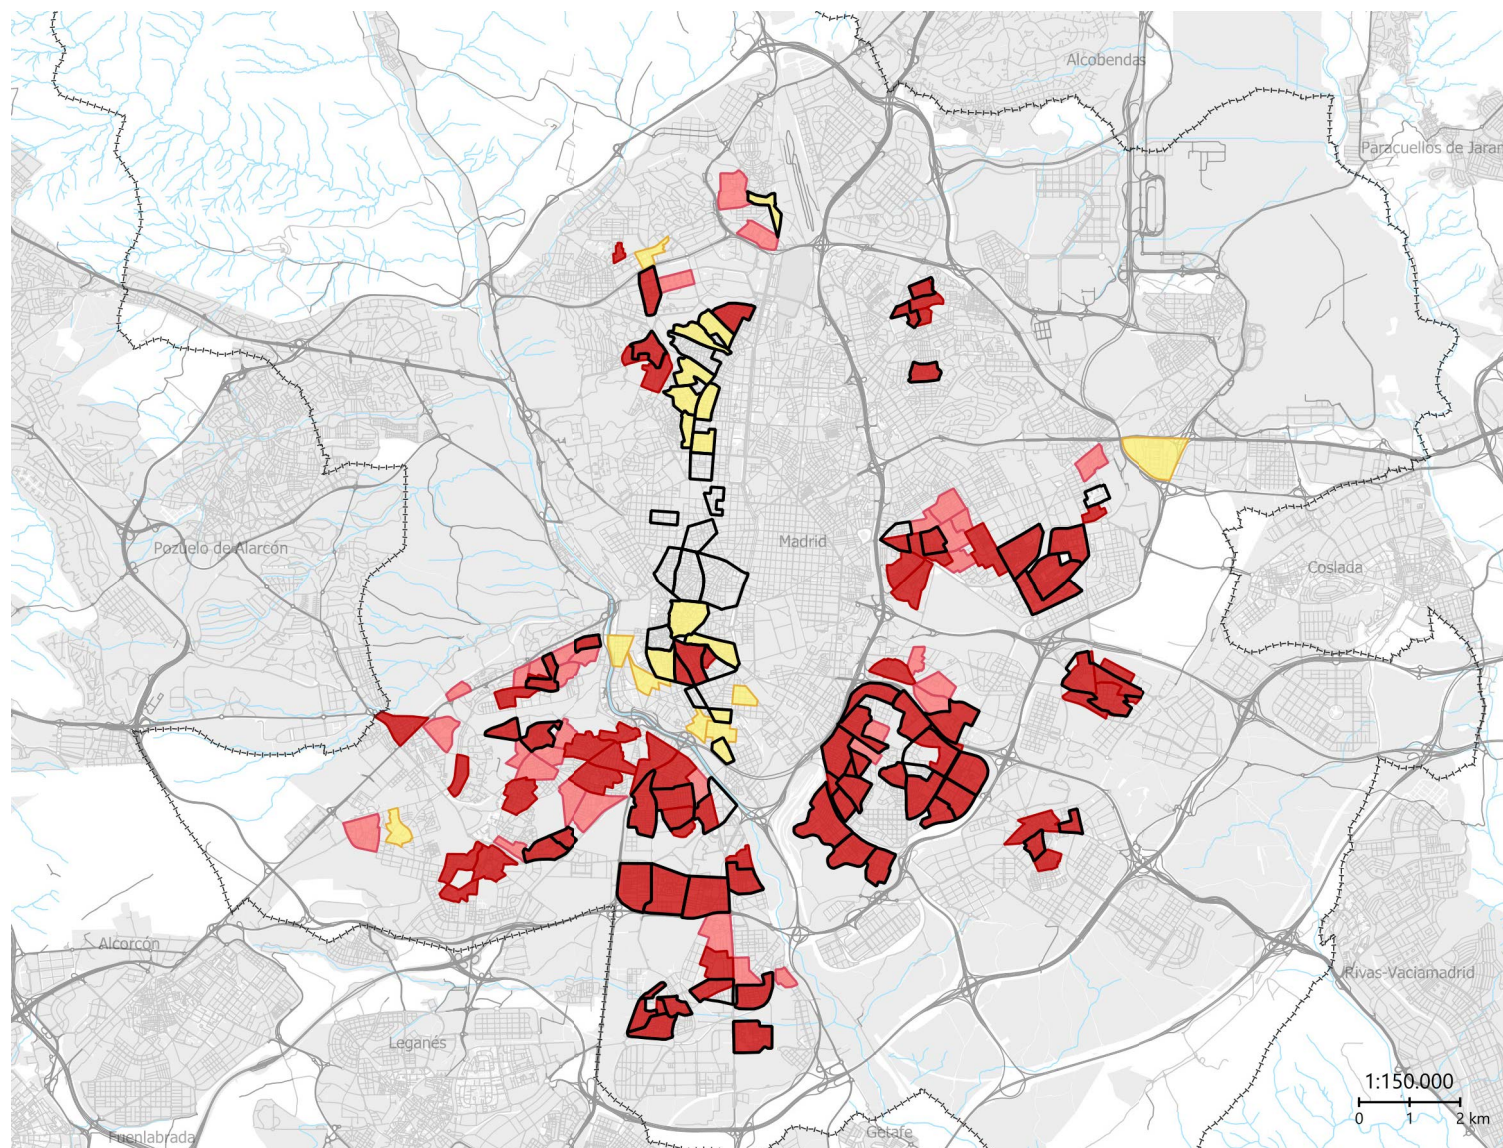 Alcobendas
Paracuellos de Jaram
Madrid
Pozuelo de Alarcón
Coslada
Alcorcón
Rivas-Vaciamadrid
Leganés
1:150.000
0 1 2 km
Fuenlabrada
Getafe